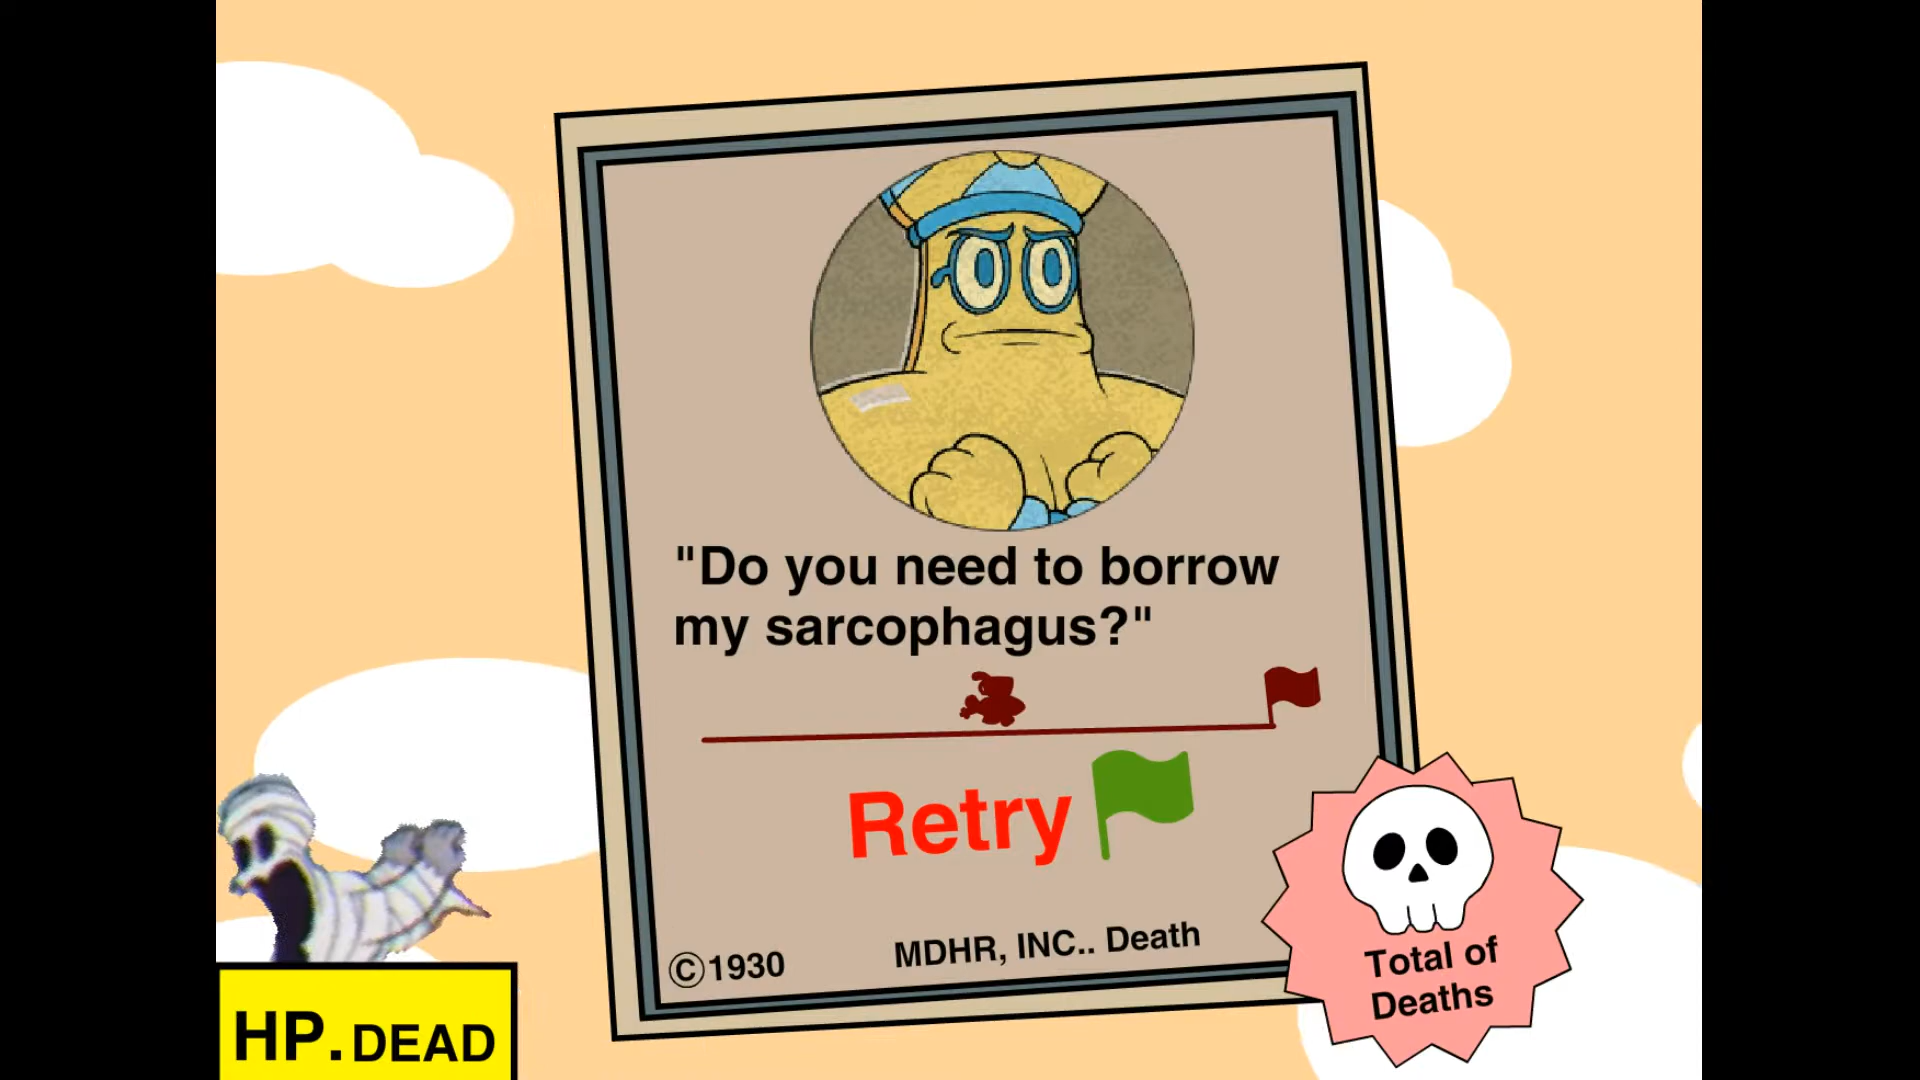 "Do you need to borrow
my sarcophagus?"
Retry
©1930
MDHR, INC.. Death
Total of
Deaths
HP.DEAD